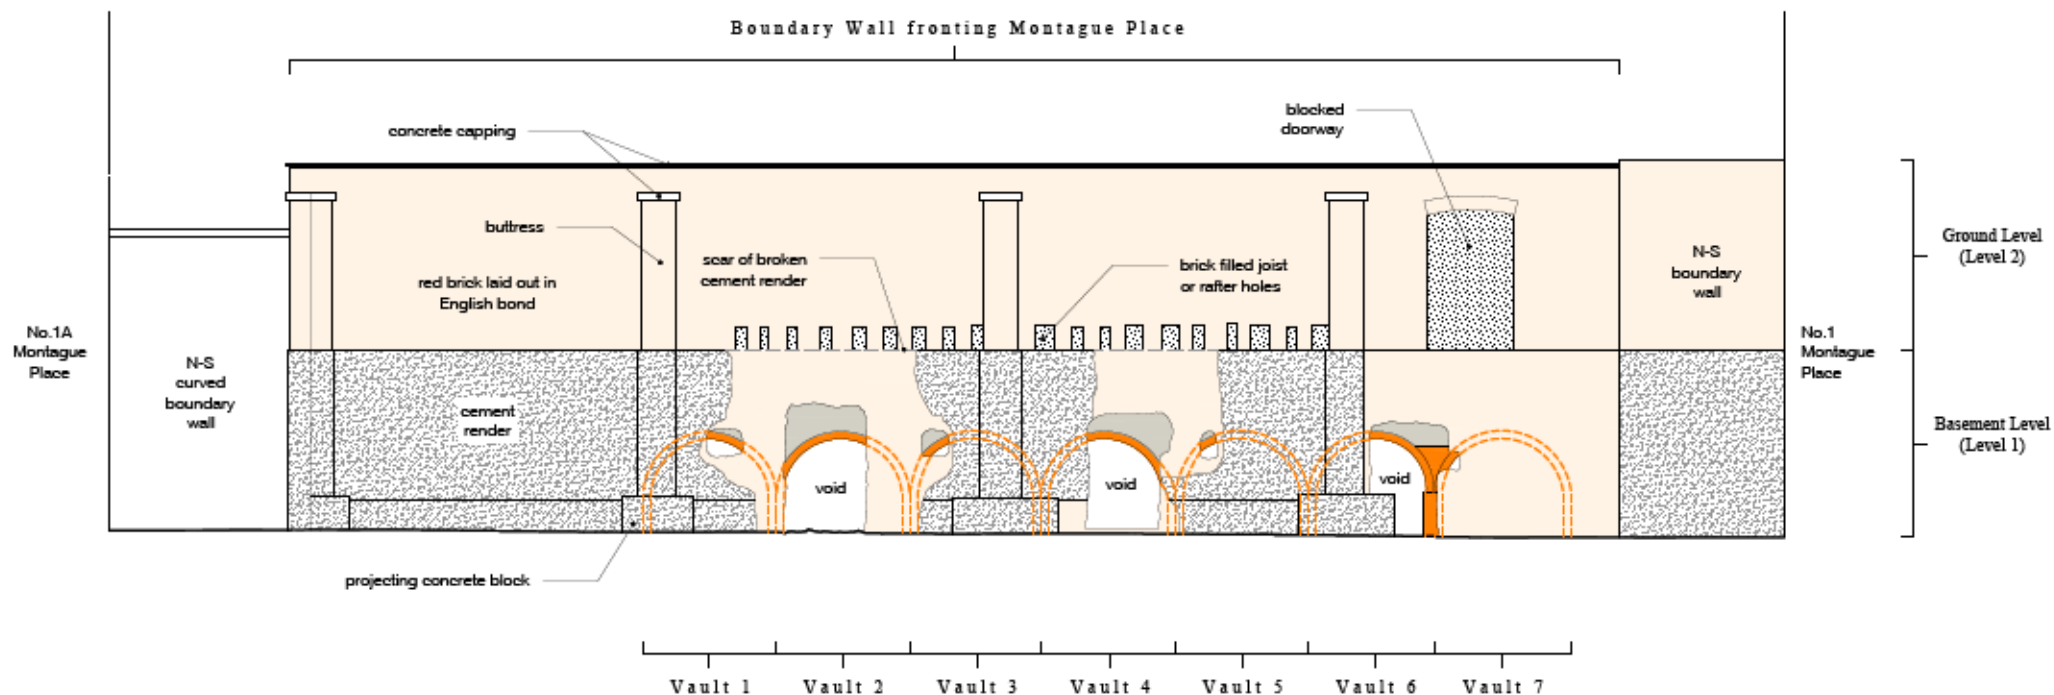 Boundary Wall fronting Montague Place
concrete capping
blocked
doorway
buttress
scar of broken
cement render
brick filled joist
or rafter holes
red brick laid out in
English bond
N-S
boundary
wall
Ground Level
(Level 2)
No.1A
Montague
Place
N-S
curved
boundary
wall
cement
render
No.1
Montague
Place
Basement Level
(Level 1)
void
void
void
projecting concrete block
Vault 1
Vault 2
Vault 3
Vault 4
Vault 5
Vault 6
Vault 7